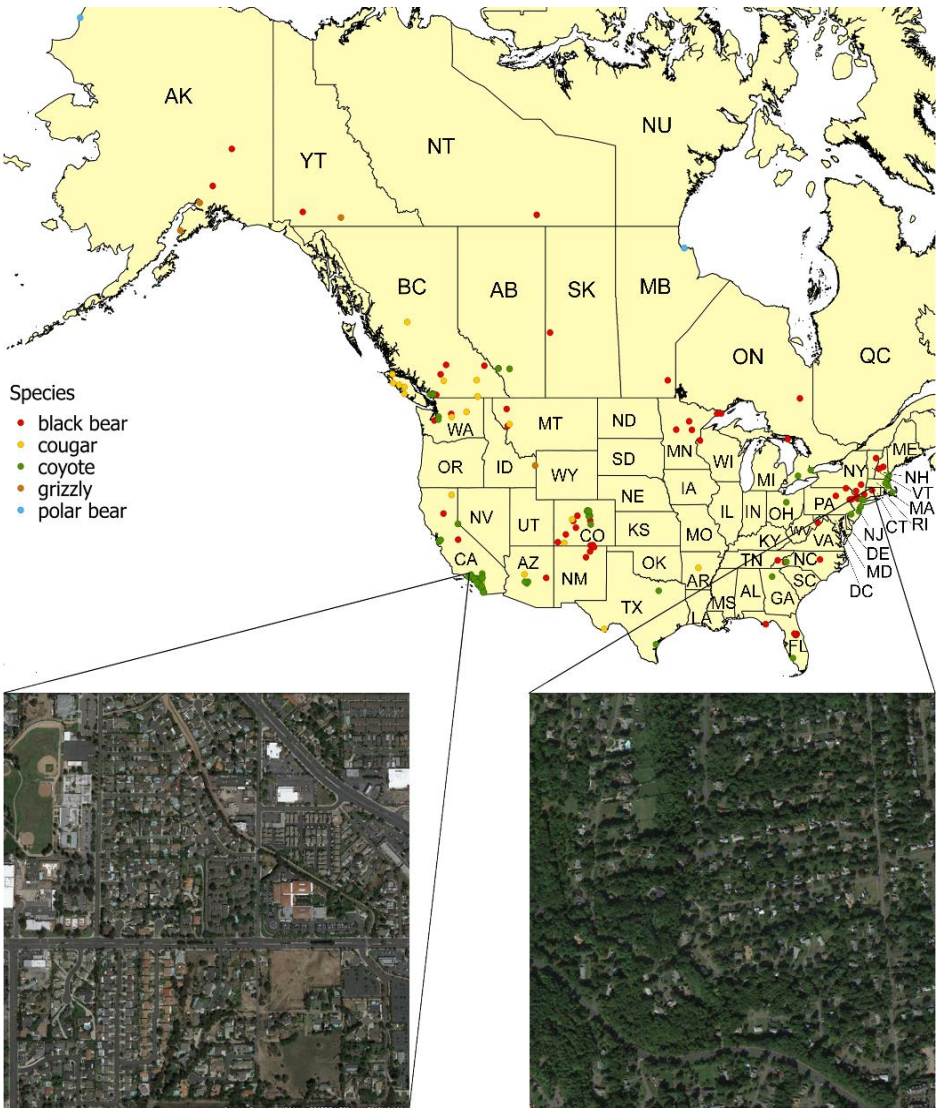 AK
YT
NT
NU
BC
AB
SK
MB
ON
QC
Species
black bear
cougar
coyote
grizzly
polar bear
WA
MT
ND
MN
WI
MI
NY
ME
NH
VT
MA
RI
CT
NJ
DE
MD
DC
OR
ID
WY
SD
IA
NE
PA
NV
UT
CO
KS
MO
IL
IN
OH
WV
VA
KY
CA
AZ
NM
OK
AR
TN
NC
SC
TX
LA
MS
AL
GA
FL